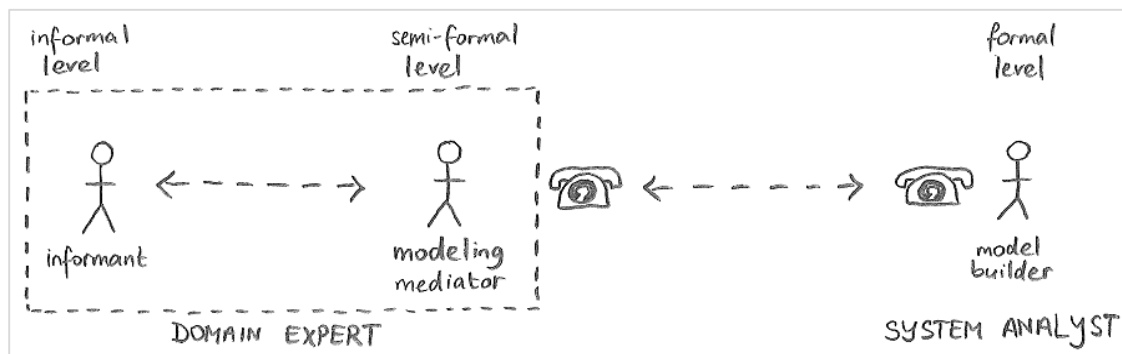 informal
level
semi-formal
level
formal
level
informant
modeling
mediator
model
builder
DOMAIN EXPERT
SYSTEM ANALYST